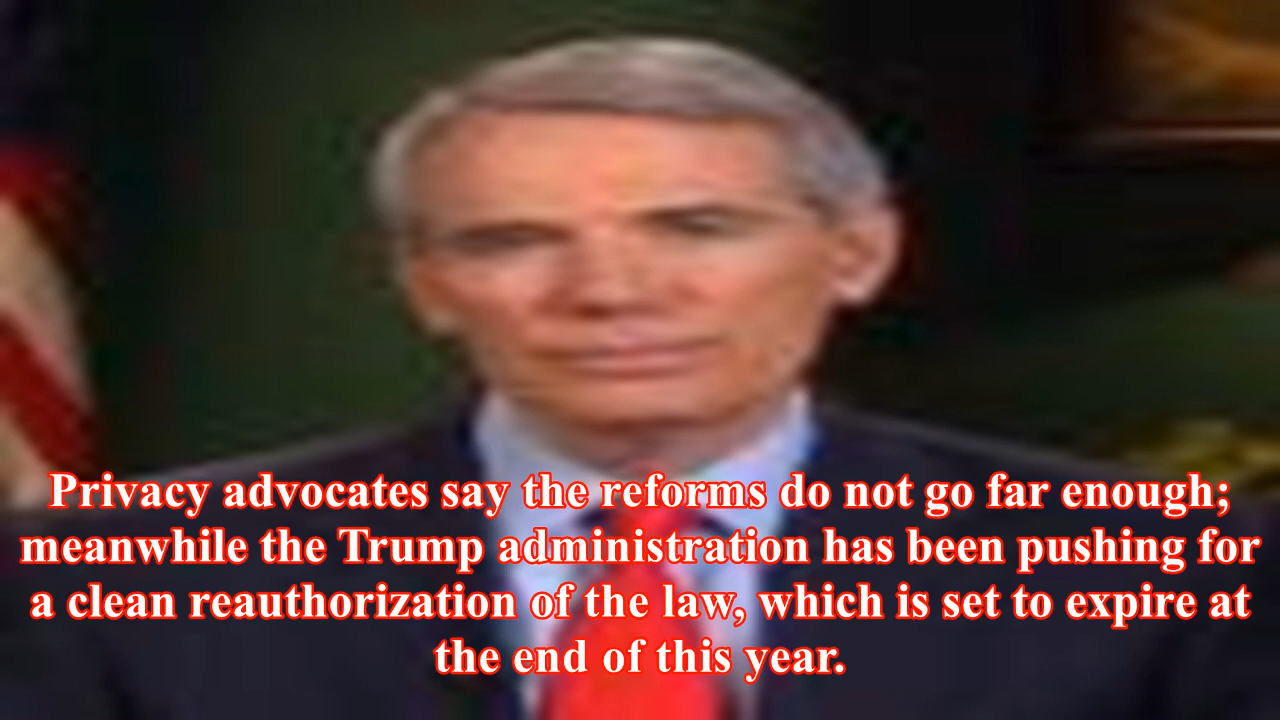 Privacy advocates say the reforms do not go far enough;
meanwhile the Trump administration has been pushing for
a clean reauthorization of the law, which is set to expire at
the end of this year.